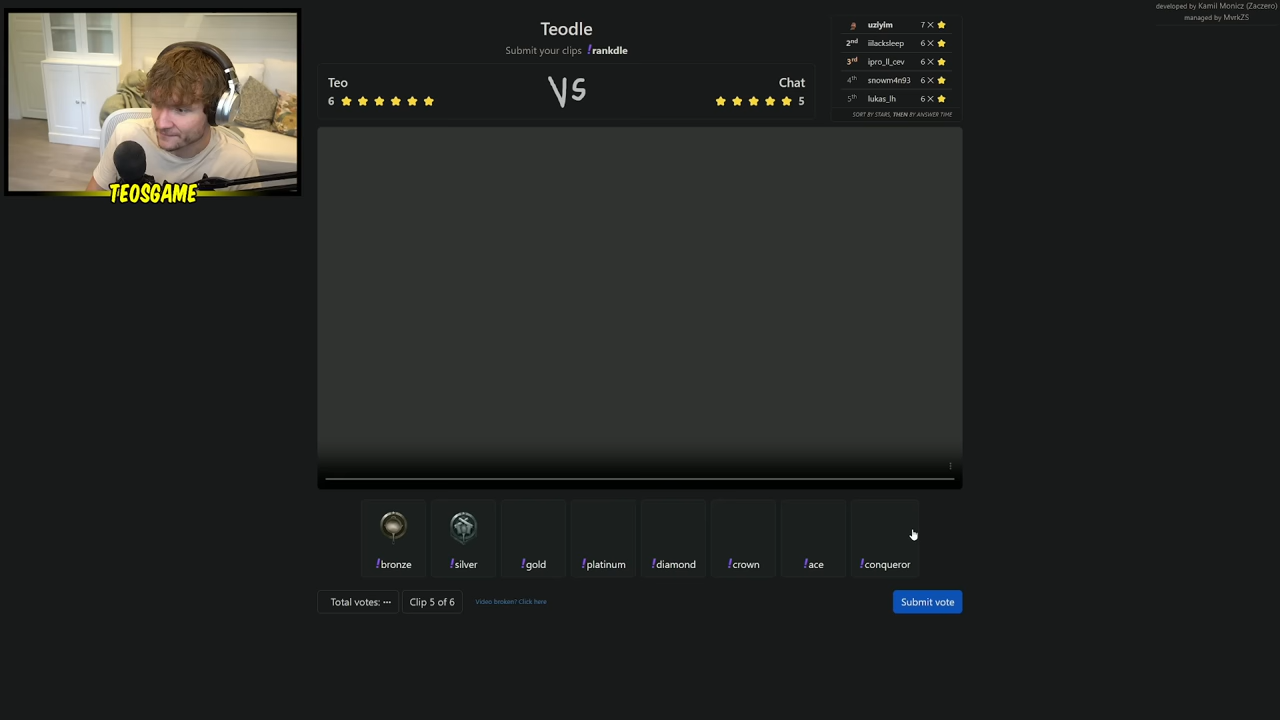 developed by Kamil Monicz (Zaczero)
managed by MvrkZS
Teodle
Submit your clips !rankdle
Teo
6
VS
Chat
5
uzlyim 7 ×
2nd iilacksleep 6 ×
3rd ipro_ll_cev 6 ×
4th snowm4n93 6 ×
5th lukas_lh 6 ×
SORT BY STARS, THEN BY ANSWER TIME
TEOSGAME
!bronze
!silver
!gold
!platinum
!diamond
!crown
!ace
!conqueror
Total votes: ···
Clip 5 of 6
Video broken? Click here
Submit vote